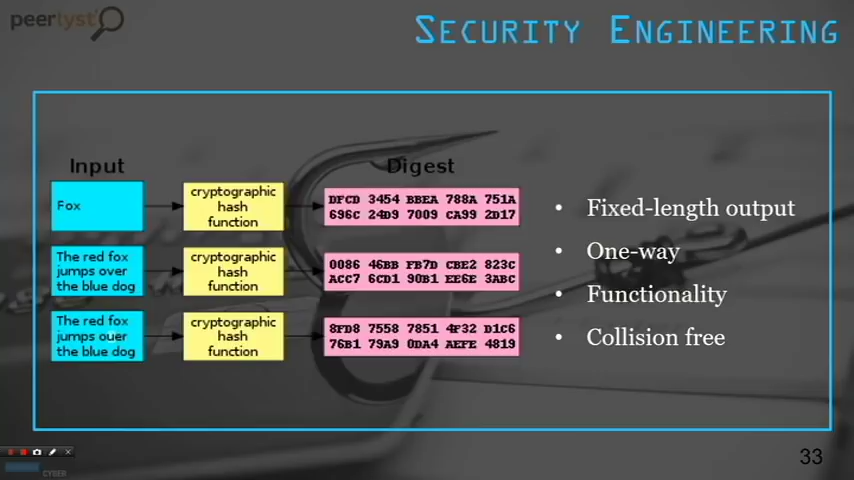 peerlyst
SECURITY ENGINEERING
Input
Digest
Fox
cryptographic
hash
function
DFCD 3454 BBEA 788A 751A
696C 24D9 7009 CA99 2D17
The red fox
jumps over
the blue dog
cryptographic
hash
function
0086 46BB FB7D CBE2 823C
ACC7 6CD1 90B1 EE6E 3ABC
The red fox
jumps ouer
the blue dog
cryptographic
hash
function
8FD8 7558 7851 4F32 D1C6
76B1 79A9 0DA4 AEFE 4819
• Fixed-length output
• One-way
• Functionality
• Collision free
CYBER
33